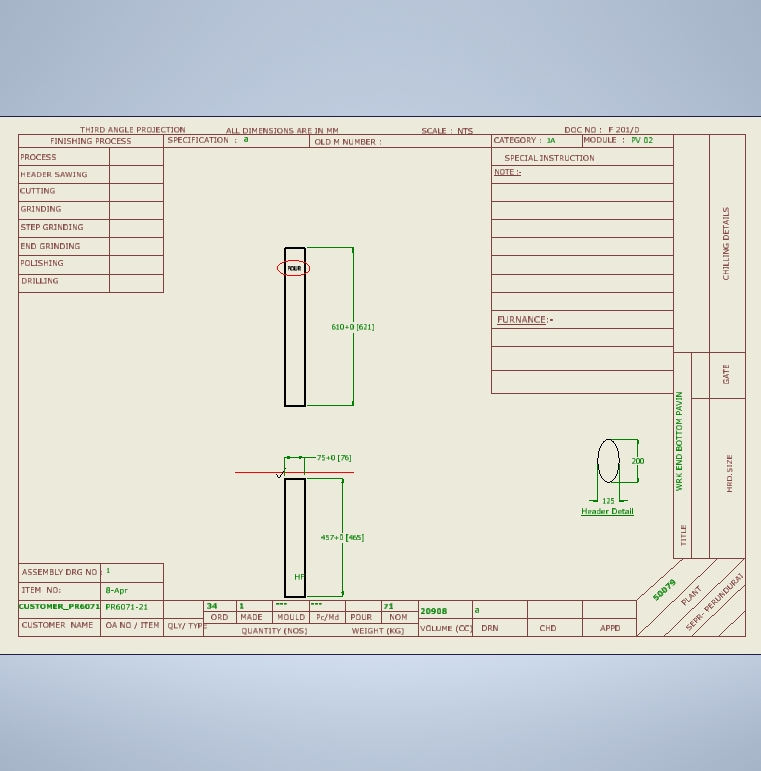 THIRD ANGLE PROJECTION ALL DIMENSIONS ARE IN MM SCALE : NTS DOC NO : F 201/0
FINISHING PROCESS SPECIFICATION : a OLD M NUMBER : CATEGORY : JA MODULE : PV 02
PROCESS
HEADER SAWING
CUTTING
GRINDING
STEP GRINDING
END GRINDING
POLISHING
DRILLING
SPECIAL INSTRUCTION
NOTE :-
FURNANCE:-
CHILLING DETAILS
GATE
HRD.SIZE
WRK END BOTTOM PAVIN
TITLE
POUR
610+0 [621]
75+0 [76]
457+0 [465]
HF
200
125
Header Detail
ASSEMBLY DRG NO : 1
ITEM NO: 8-Apr
CUSTOMER_PR6071 PR6071-21
CUSTOMER NAME OA NO / ITEM QLY/ TYPE
34 1 --- --- 71
ORD MADE MOULD Pc/Md POUR NOM
QUANTITY (NOS) WEIGHT (KG)
20908 a
VOLUME (CC) DRN CHD APPD
50079
PLANT
SEPR- PERUNDURAI